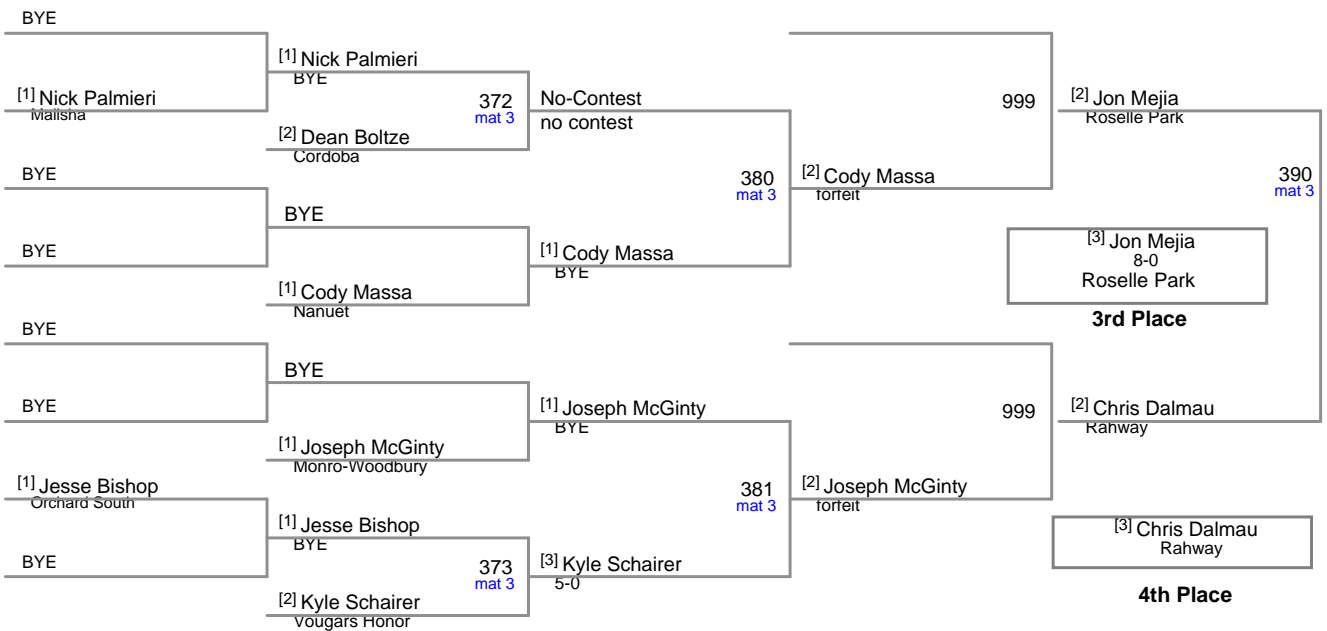 BYE
[1] Nick Palmieri
BYE
[1] Nick Palmieri
Malisha
372
mat 3
No-Contest
no contest
999
[2] Jon Mejia
Roselle Park
[2] Dean Boltze
Cordoba
BYE
380
mat 3
[2] Cody Massa
forfeit
390
mat 3
BYE
BYE
[1] Cody Massa
BYE
[3] Jon Mejia
8-0
Roselle Park
[1] Cody Massa
Nanuet
3rd Place
BYE
BYE
BYE
[1] Joseph McGinty
BYE
999
[2] Chris Dalmau
Rahway
[1] Joseph McGinty
Monro-Woodbury
[1] Jesse Bishop
Orchard South
381
mat 3
[2] Joseph McGinty
forfeit
[1] Jesse Bishop
BYE
[3] Chris Dalmau
Rahway
BYE
373
mat 3
[3] Kyle Schairer
5-0
[2] Kyle Schairer
Vougars Honor
4th Place